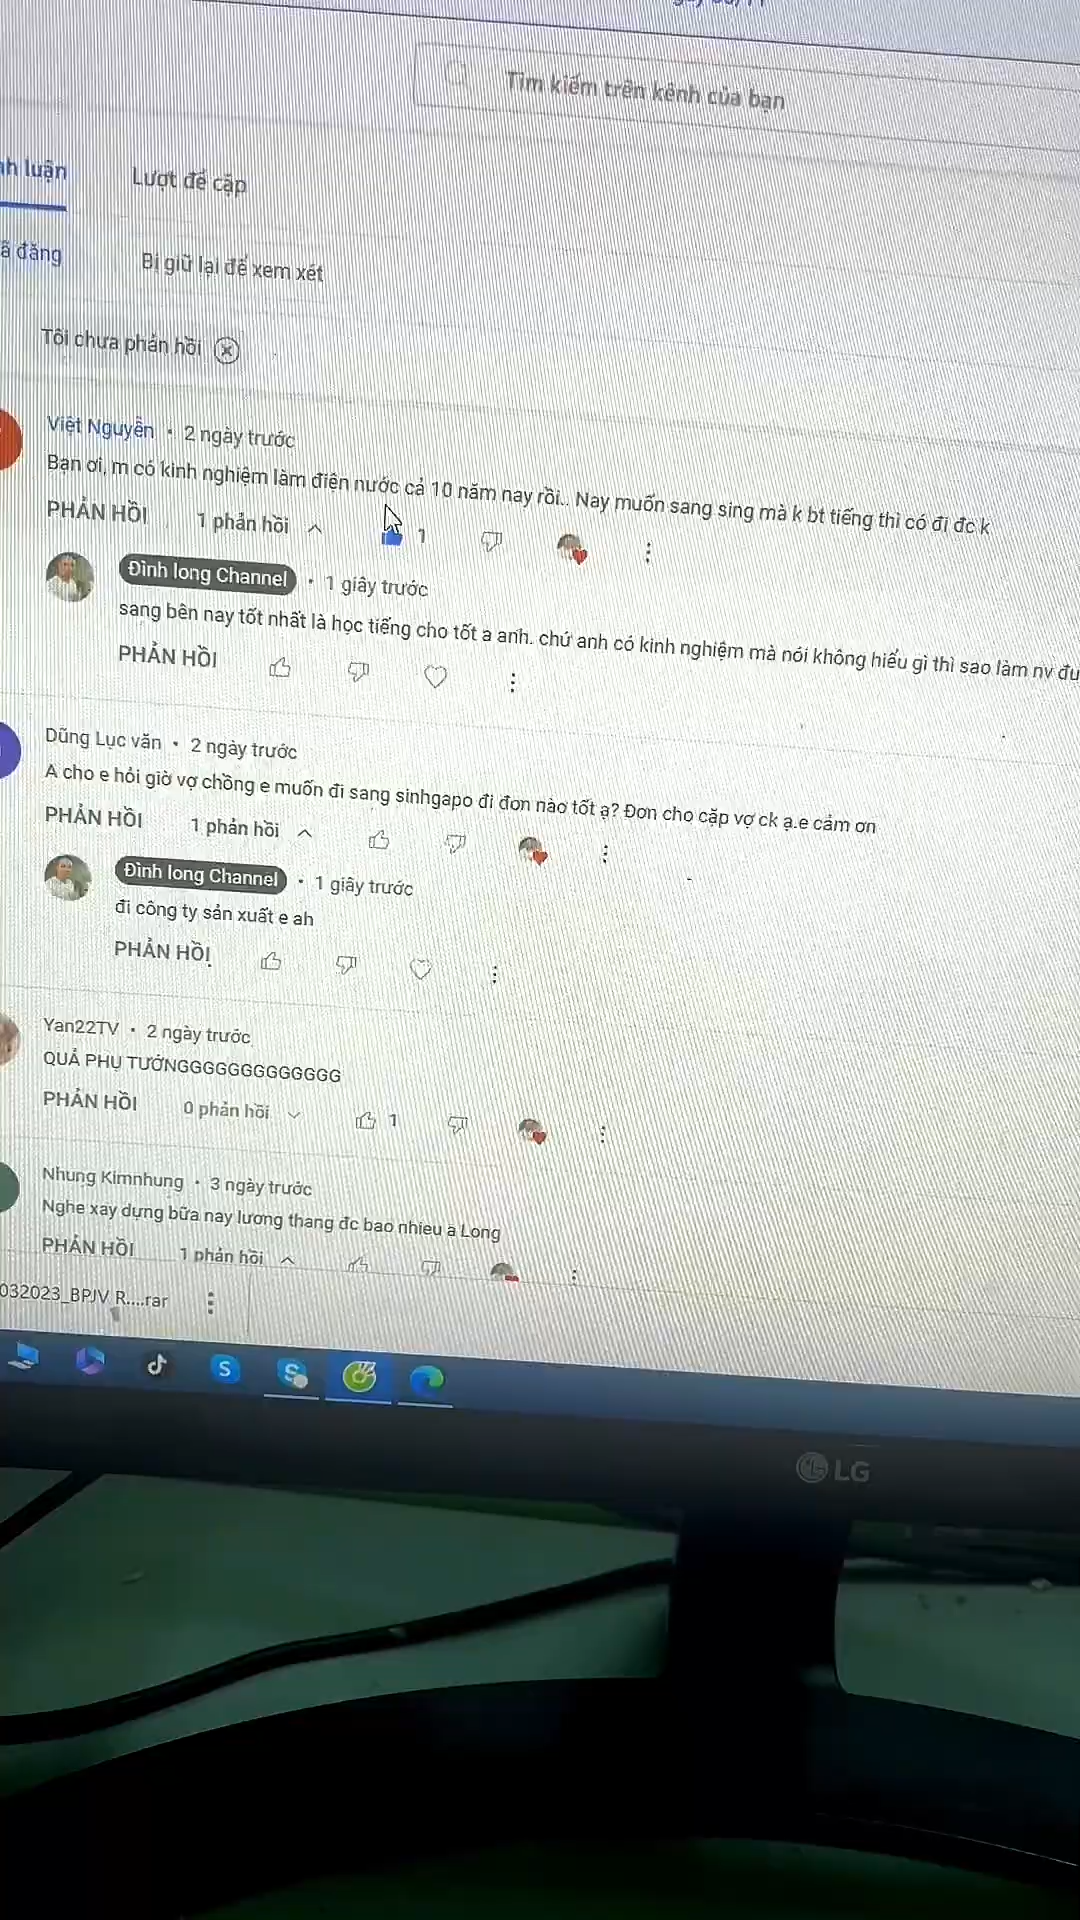 Tìm kiếm trên kênh của bạn
nh luận
Lượt đề cập
ã đăng
Bị giữ lại để xem xét
Tôi chưa phản hồi
Việt Nguyễn • 2 ngày trước
Bạn ơi, m có kinh nghiệm làm điện nước cả 10 năm nay rồi.. Nay muốn sang sing mà k bt tiếng thì có đi đc k
PHẢN HỒI 1 phản hồi 1
Đình long Channel • 1 giây trước
sang bên nay tốt nhất là học tiếng cho tốt a anh. chứ anh có kinh nghiệm mà nói không hiểu gì thì sao làm nv đu
PHẢN HỒI
Dũng Lục văn • 2 ngày trước
A cho e hỏi giờ vợ chồng e muốn đi sang sinhgapo đi đơn nào tốt ạ? Đơn cho cặp vợ ck ạ.e cảm ơn
PHẢN HỒI 1 phản hồi
Đình long Channel • 1 giây trước
đi công ty sản xuất e ah
PHẢN HỒI
Yan22TV • 2 ngày trước
QUẢ PHỤ TƯỚNGGGGGGGGGGGGG
PHẢN HỒI 0 phản hồi 1
Nhung Kimnhung • 3 ngày trước
Nghe xay dựng bữa nay lương thang đc bao nhieu a Long
PHẢN HỒI 1 phản hồi
032023_BPJV R....rar
LG